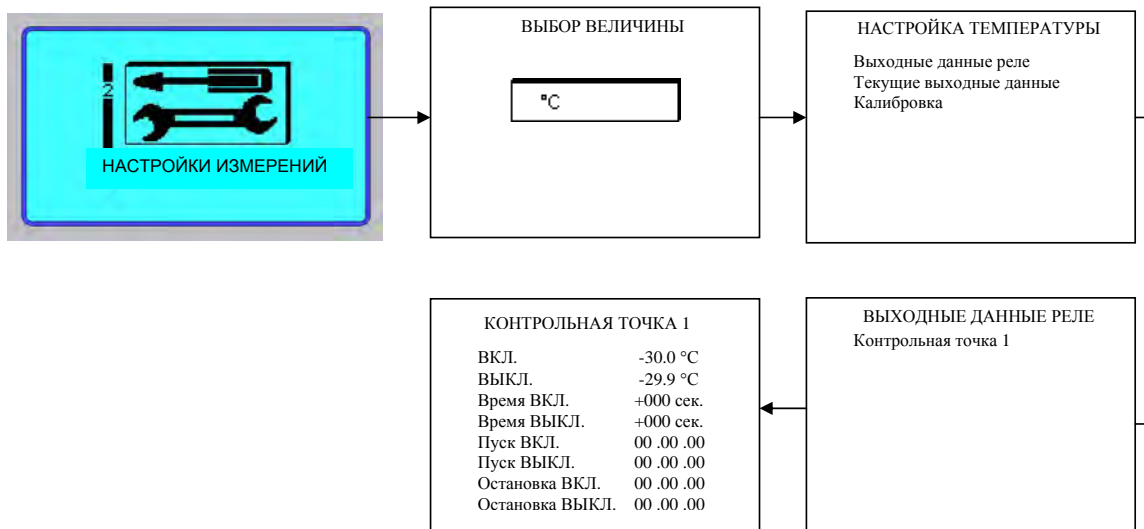 2
НАСТРОЙКИ ИЗМЕРЕНИЙ
ВЫБОР ВЕЛИЧИНЫ
°C
НАСТРОЙКА ТЕМПЕРАТУРЫ
Выходные данные реле
Текущие выходные данные
Калибровка
ВЫХОДНЫЕ ДАННЫЕ РЕЛЕ
Контрольная точка 1
КОНТРОЛЬНАЯ ТОЧКА 1
ВКЛ. -30.0 °C
ВЫКЛ. -29.9 °C
Время ВКЛ. +000 сек.
Время ВЫКЛ. +000 сек.
Пуск ВКЛ. 00 .00 .00
Пуск ВЫКЛ. 00 .00 .00
Остановка ВКЛ. 00 .00 .00
Остановка ВЫКЛ. 00 .00 .00